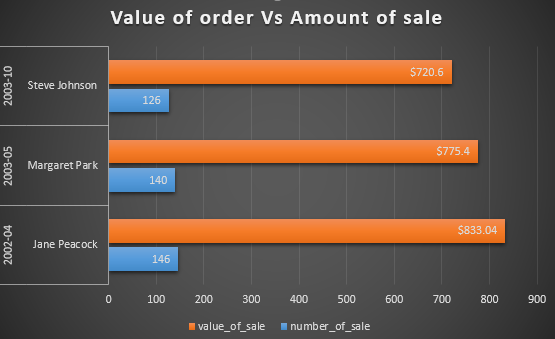 Value of order Vs Amount of sale
2003-10
Steve Johnson
$720.6
126
2003-05
Margaret Park
$775.4
140
2002-04
Jane Peacock
$833.04
146
0 100 200 300 400 500 600 700 800 900
value_of_sale number_of_sale